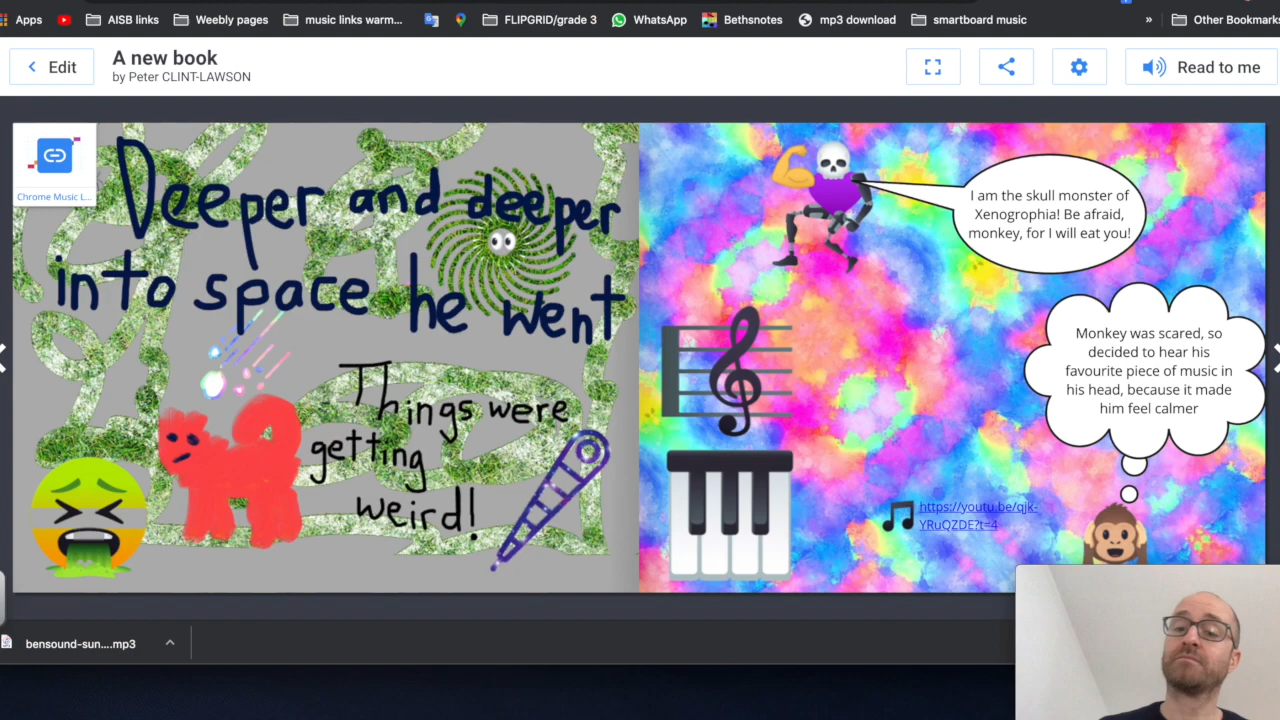 Apps
AISB links
Weebly pages
music links warm...
FLIPGRID/grade 3
WhatsApp
Bethsnotes
mp3 download
smartboard music
»
Other Bookmarks
Edit
A new book
by Peter CLINT-LAWSON
Read to me
Chrome Music L...
Deeper and deeper
into space he went
Things were
getting
weird!
I am the skull monster of
Xenogrophia! Be afraid,
monkey, for I will eat you!
Monkey was scared, so
decided to hear his
favourite piece of music in
his head, because it made
him feel calmer
https://youtu.be/qjk-
YRuQZDE?t=4
bensound-sun....mp3